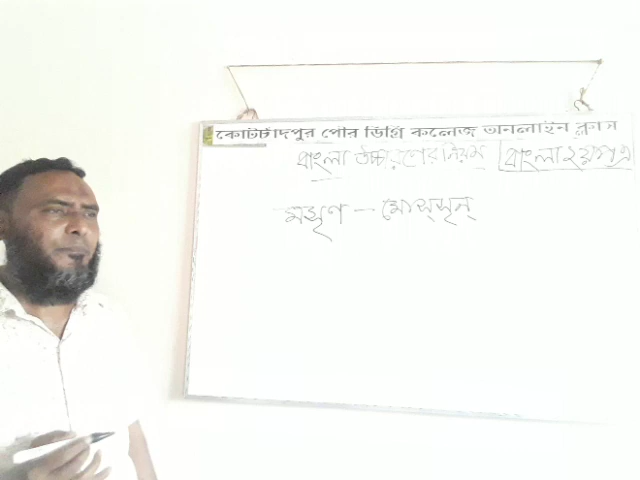 কোটচাঁদপুর পৌর ডিগ্রি কলেজ অনলাইন ক্লাস
বাংলা উচ্চারণের নিয়ম বাংলা ২য় পত্র
মসৃণ - মোস্সৃন্